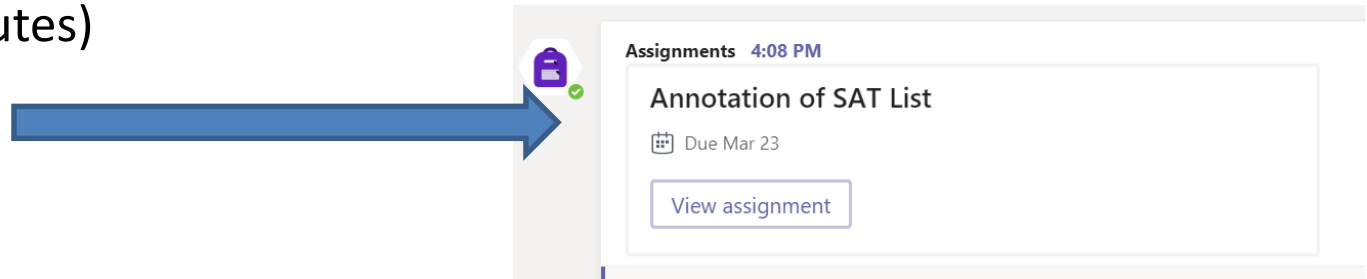 utes)
Assignments 4:08 PM
Annotation of SAT List
Due Mar 23
View assignment